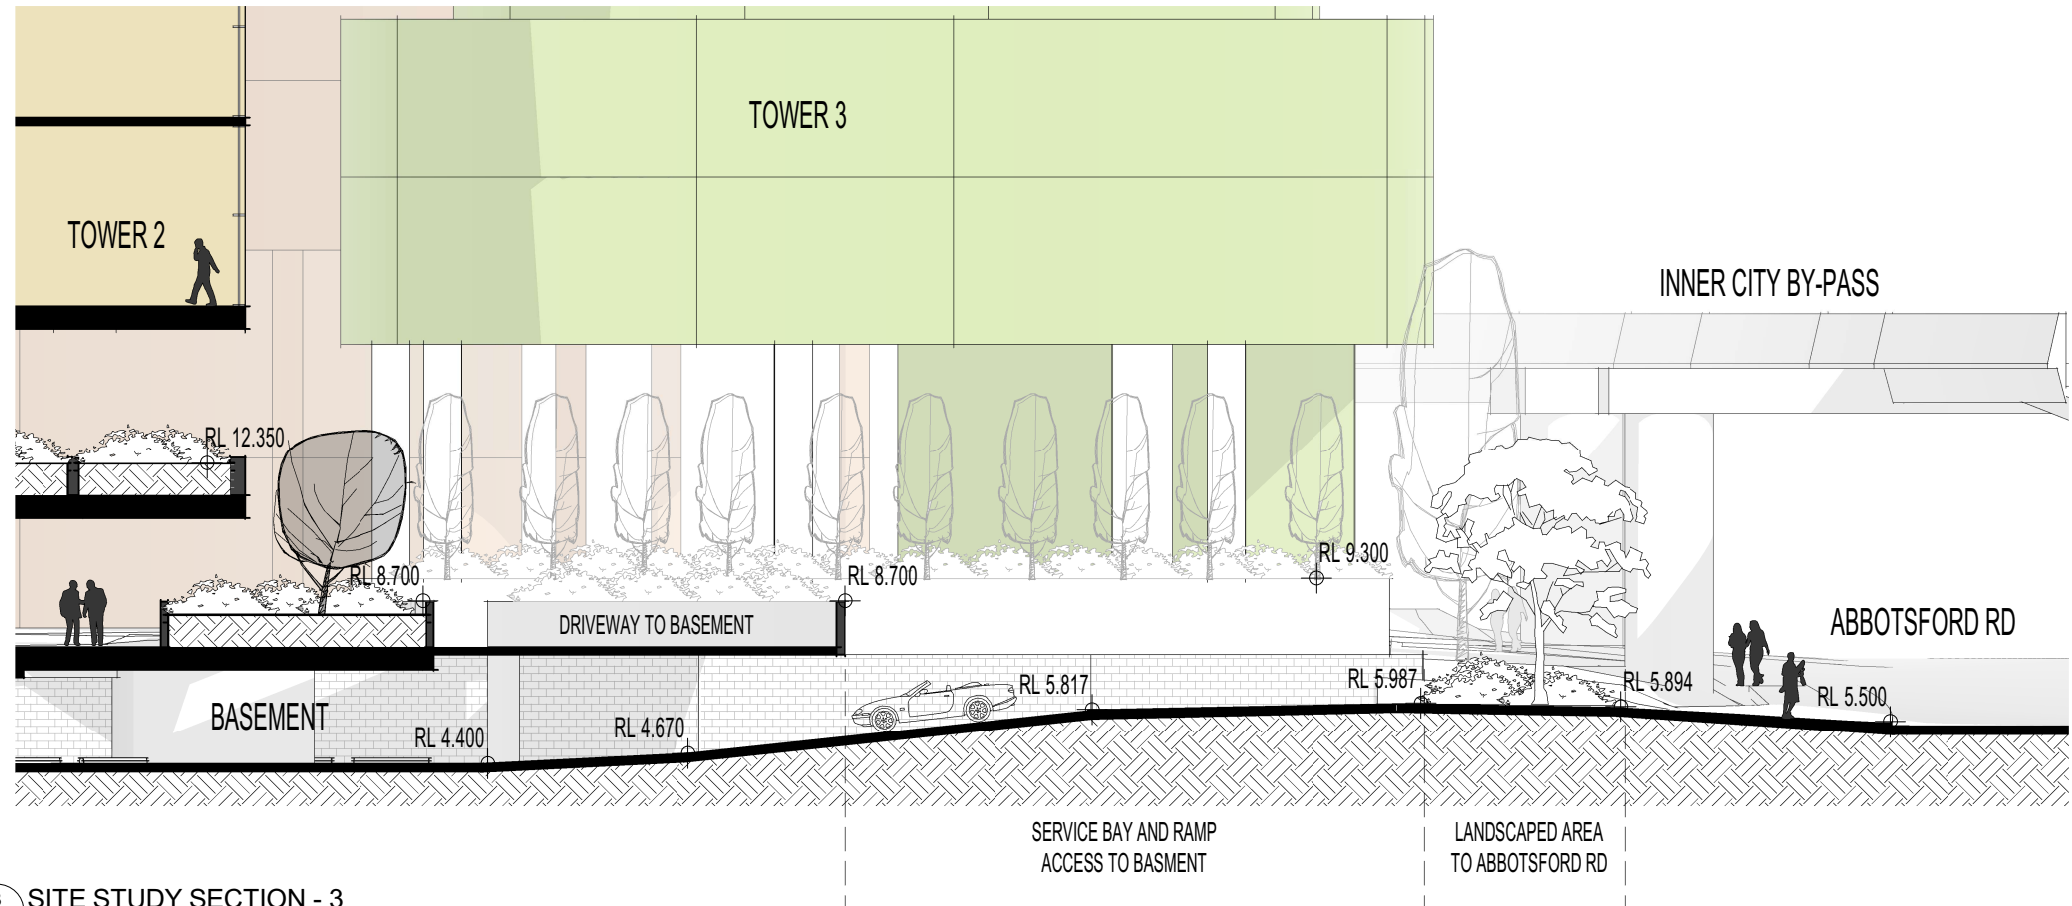 TOWER 3
TOWER 2
INNER CITY BY-PASS
RL 12.350
RL 9.300
RL 8.700
RL 8.700
DRIVEWAY TO BASEMENT
ABBOTSFORD RD
RL 5.817
RL 5.987
RL 5.894
RL 5.500
BASEMENT
RL 4.400
RL 4.670
SERVICE BAY AND RAMP
ACCESS TO BASMENT
LANDSCAPED AREA
TO ABBOTSFORD RD
SITE STUDY SECTION - 3